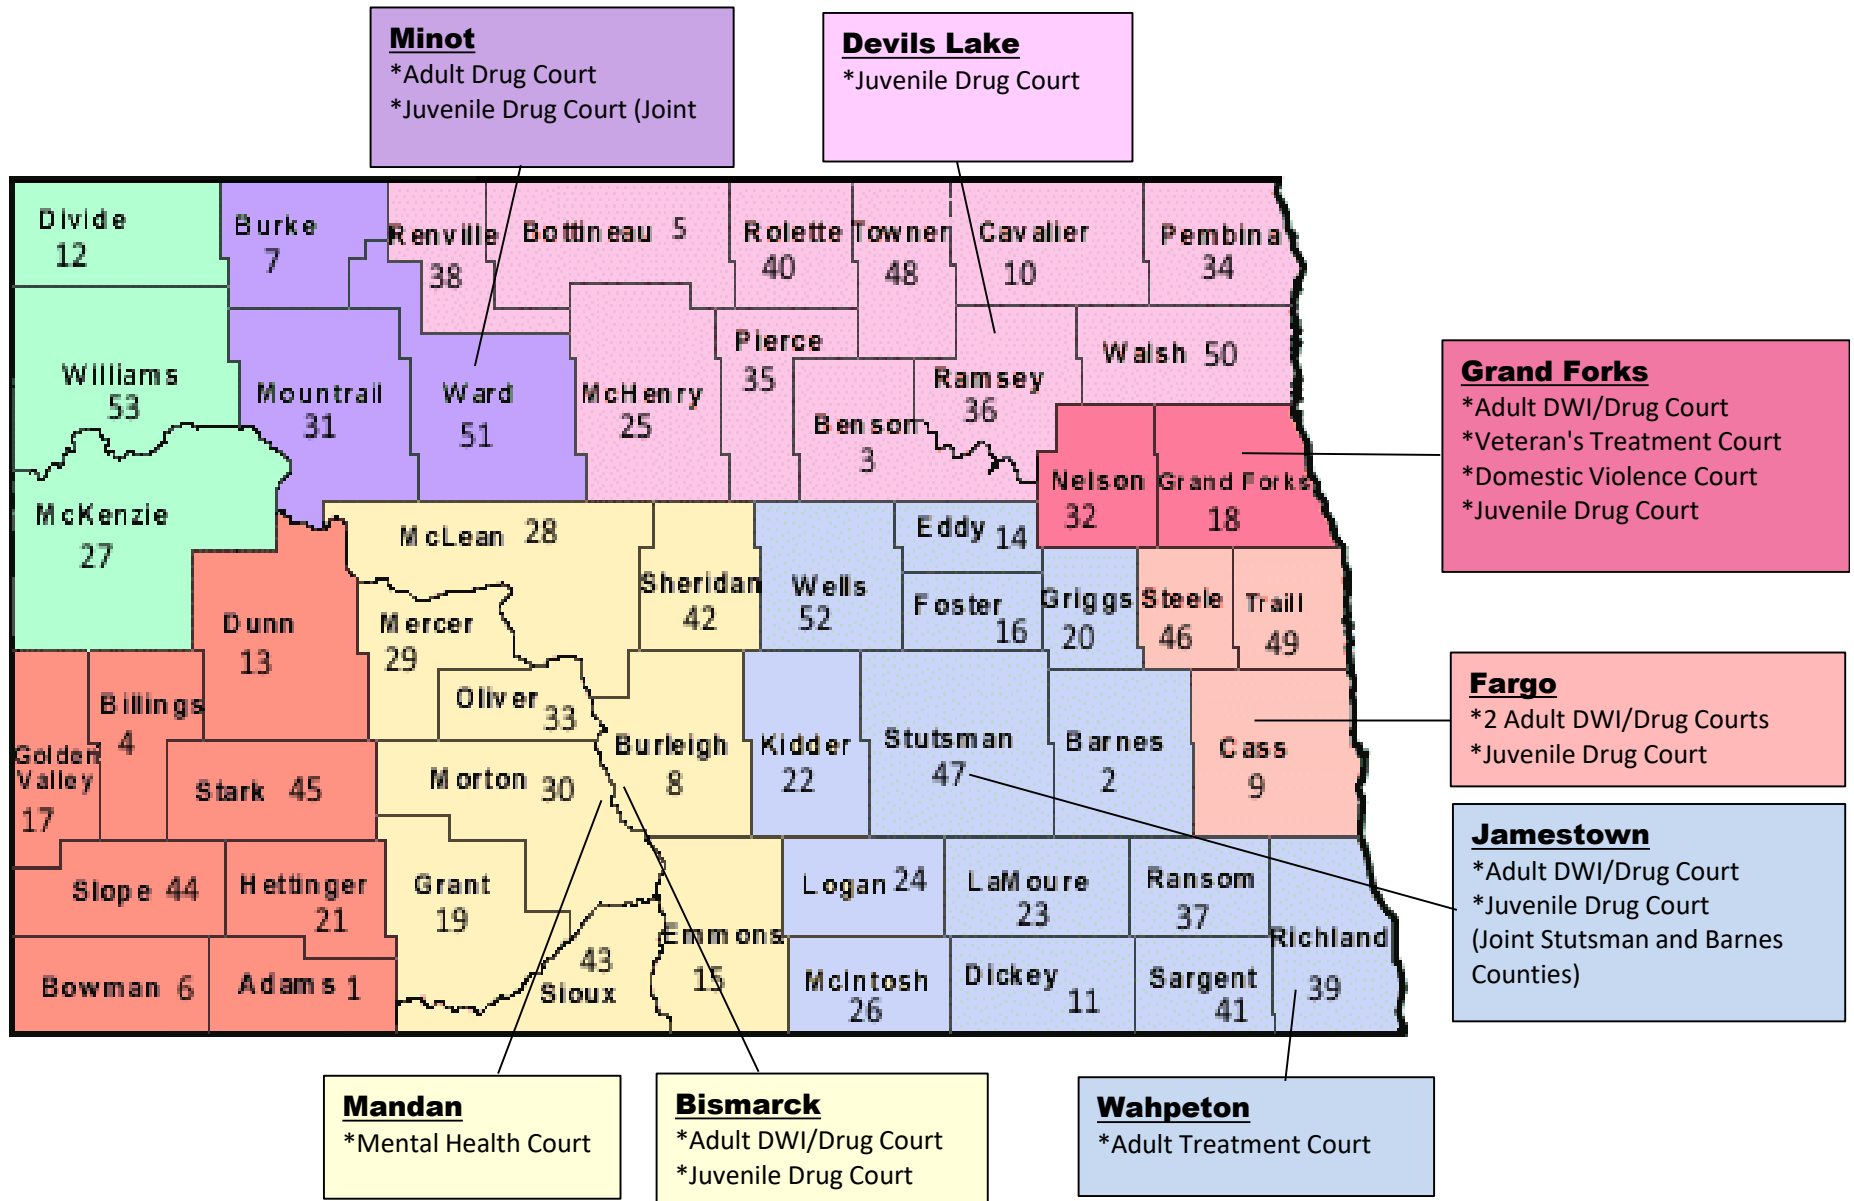 Minot
*Adult Drug Court
*Juvenile Drug Court (Joint
Devils Lake
*Juvenile Drug Court
Divide
12
Burke
7
Renville
38
Bottineau 5
Rolette
40
Towner
48
Cavalier
10
Pembina
34
Williams
53
Mountrail
31
Ward
51
McHenry
25
Pierce
35
Benson
3
Ramsey
36
Walsh 50
Nelson
32
Grand Forks
18
Grand Forks
*Adult DWI/Drug Court
*Veteran's Treatment Court
*Domestic Violence Court
*Juvenile Drug Court
McKenzie
27
Dunn
13
McLean 28
Mercer
29
Oliver
33
Sheridan
42
Wells
52
Eddy 14
Foster
16
Griggs
20
Steele
46
Traill
49
Golden
Valley
17
Billings
4
Stark 45
Morton 30
Burleigh
8
Kidder
22
Stutsman
47
Barnes
2
Cass
9
Fargo
*2 Adult DWI/Drug Courts
*Juvenile Drug Court
Slope 44
Hettinger
21
Grant
19
Logan 24
LaMoure
23
Ransom
37
Richland
39
Bowman 6
Adams 1
43
Sioux
Emmons
15
McIntosh
26
Dickey
11
Sargent
41
Jamestown
*Adult DWI/Drug Court
*Juvenile Drug Court
(Joint Stutsman and Barnes
Counties)
Mandan
*Mental Health Court
Bismarck
*Adult DWI/Drug Court
*Juvenile Drug Court
Wahpeton
*Adult Treatment Court